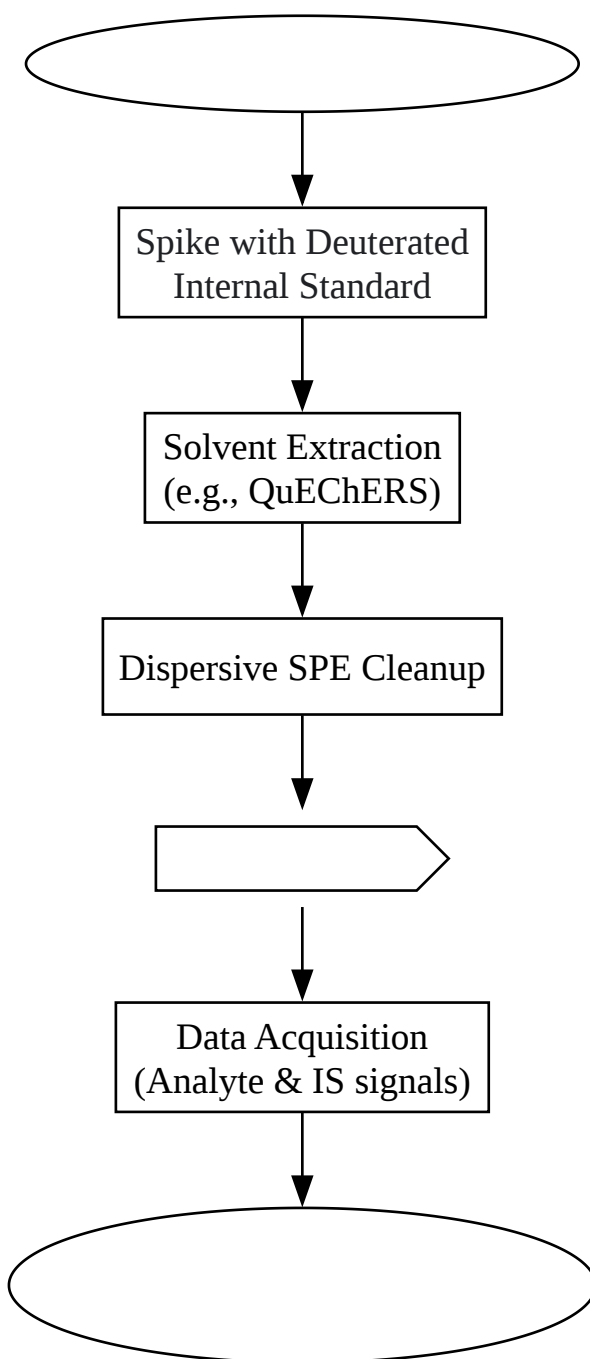 Spike with Deuterated
Internal Standard
Solvent Extraction
(e.g., QuEChERS)
Dispersive SPE Cleanup
Data Acquisition
(Analyte & IS signals)